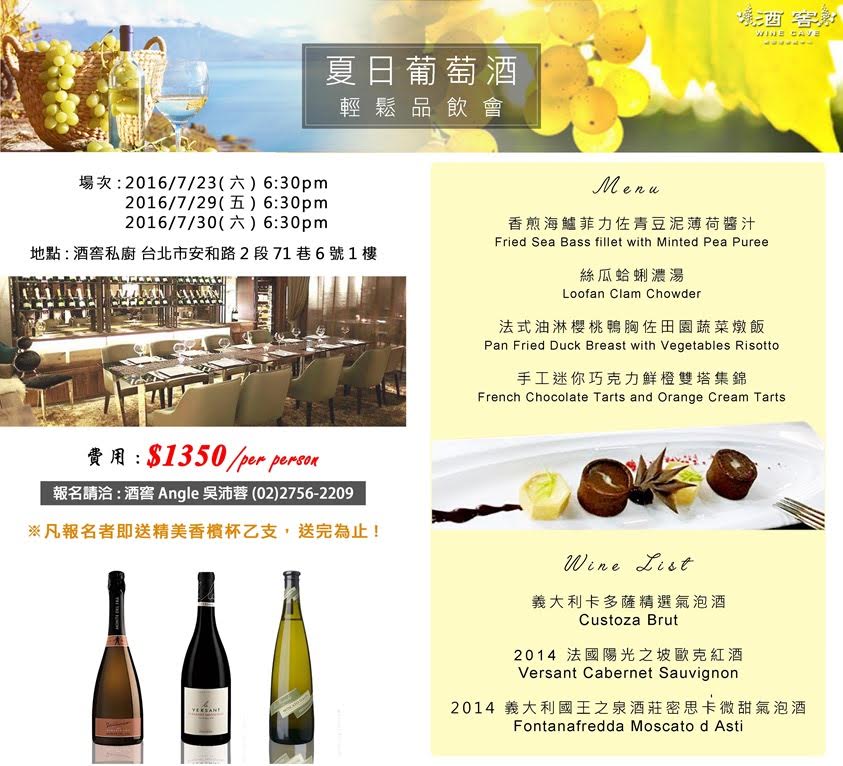 酒窖
WINE CAVE
夏日葡萄酒
輕鬆品飲會
場次:2016/7/23(六) 6:30pm
2016/7/29(五) 6:30pm
2016/7/30(六) 6:30pm
地點:酒窖私廚 台北市安和路2段71巷6號1樓
費用:$1350/per person
報名請洽:酒窖 Angle 吳沛蓉 (02)2756-2209
※凡報名者即送精美香檳杯乙支,送完為止!
VERSANT
Menu
香煎海鱸菲力佐青豆泥薄荷醬汁
Fried Sea Bass fillet with Minted Pea Puree
絲瓜蛤蜊濃湯
Loofan Clam Chowder
法式油淋櫻桃鴨胸佐田園蔬菜燉飯
Pan Fried Duck Breast with Vegetables Risotto
手工迷你巧克力鮮橙雙塔集錦
French Chocolate Tarts and Orange Cream Tarts
Wine List
義大利卡多薩精選氣泡酒
Custoza Brut
2014 法國陽光之坡歐克紅酒
Versant Cabernet Sauvignon
2014 義大利國王之泉酒莊密思卡微甜氣泡酒
Fontanafredda Moscato d'Asti